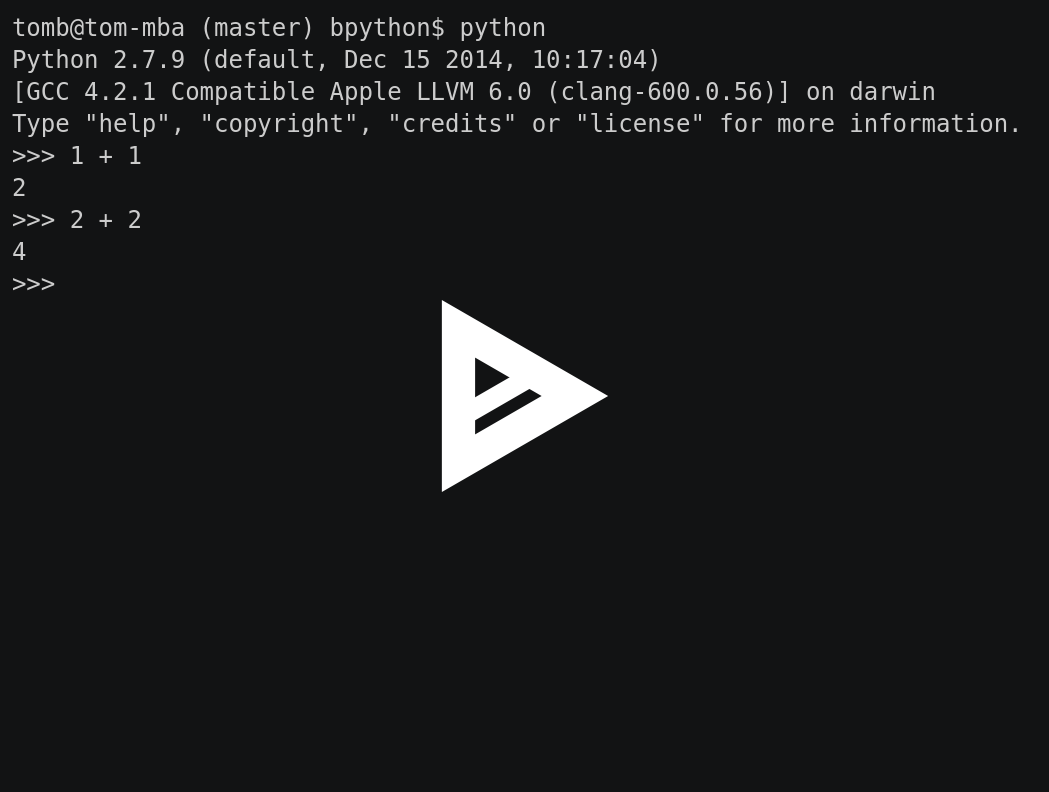 tomb@tom-mba (master) bpython$ python
Python 2.7.9 (default, Dec 15 2014, 10:17:04)
[GCC 4.2.1 Compatible Apple LLVM 6.0 (clang-600.0.56)] on darwin
Type "help", "copyright", "credits" or "license" for more information.
>>> 1 + 1
2
>>> 2 + 2
4
>>>